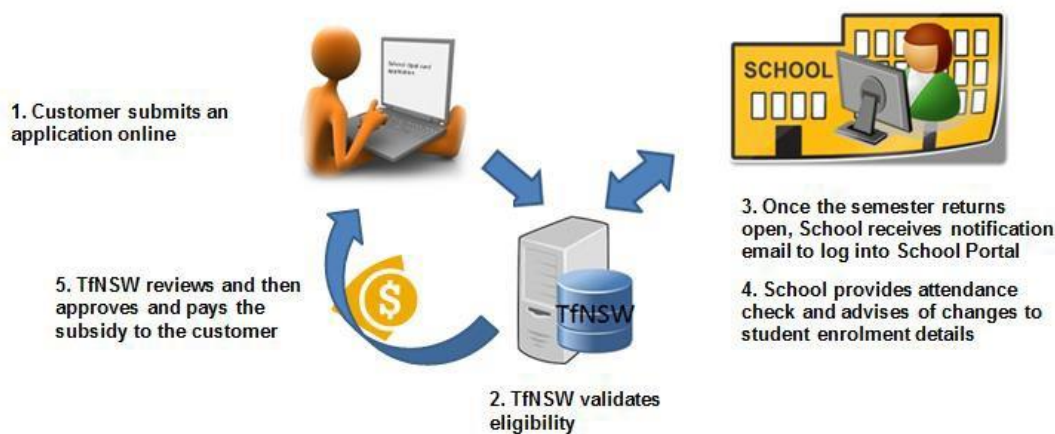 1. Customer submits an
application online
SCHOOL
TfNSW
2. TfNSW validates
eligibility
3. Once the semester returns
open, School receives notification
email to log into School Portal
4. School provides attendance
check and advises of changes to
student enrolment details
5. TfNSW reviews and then
approves and pays the
subsidy to the customer
$